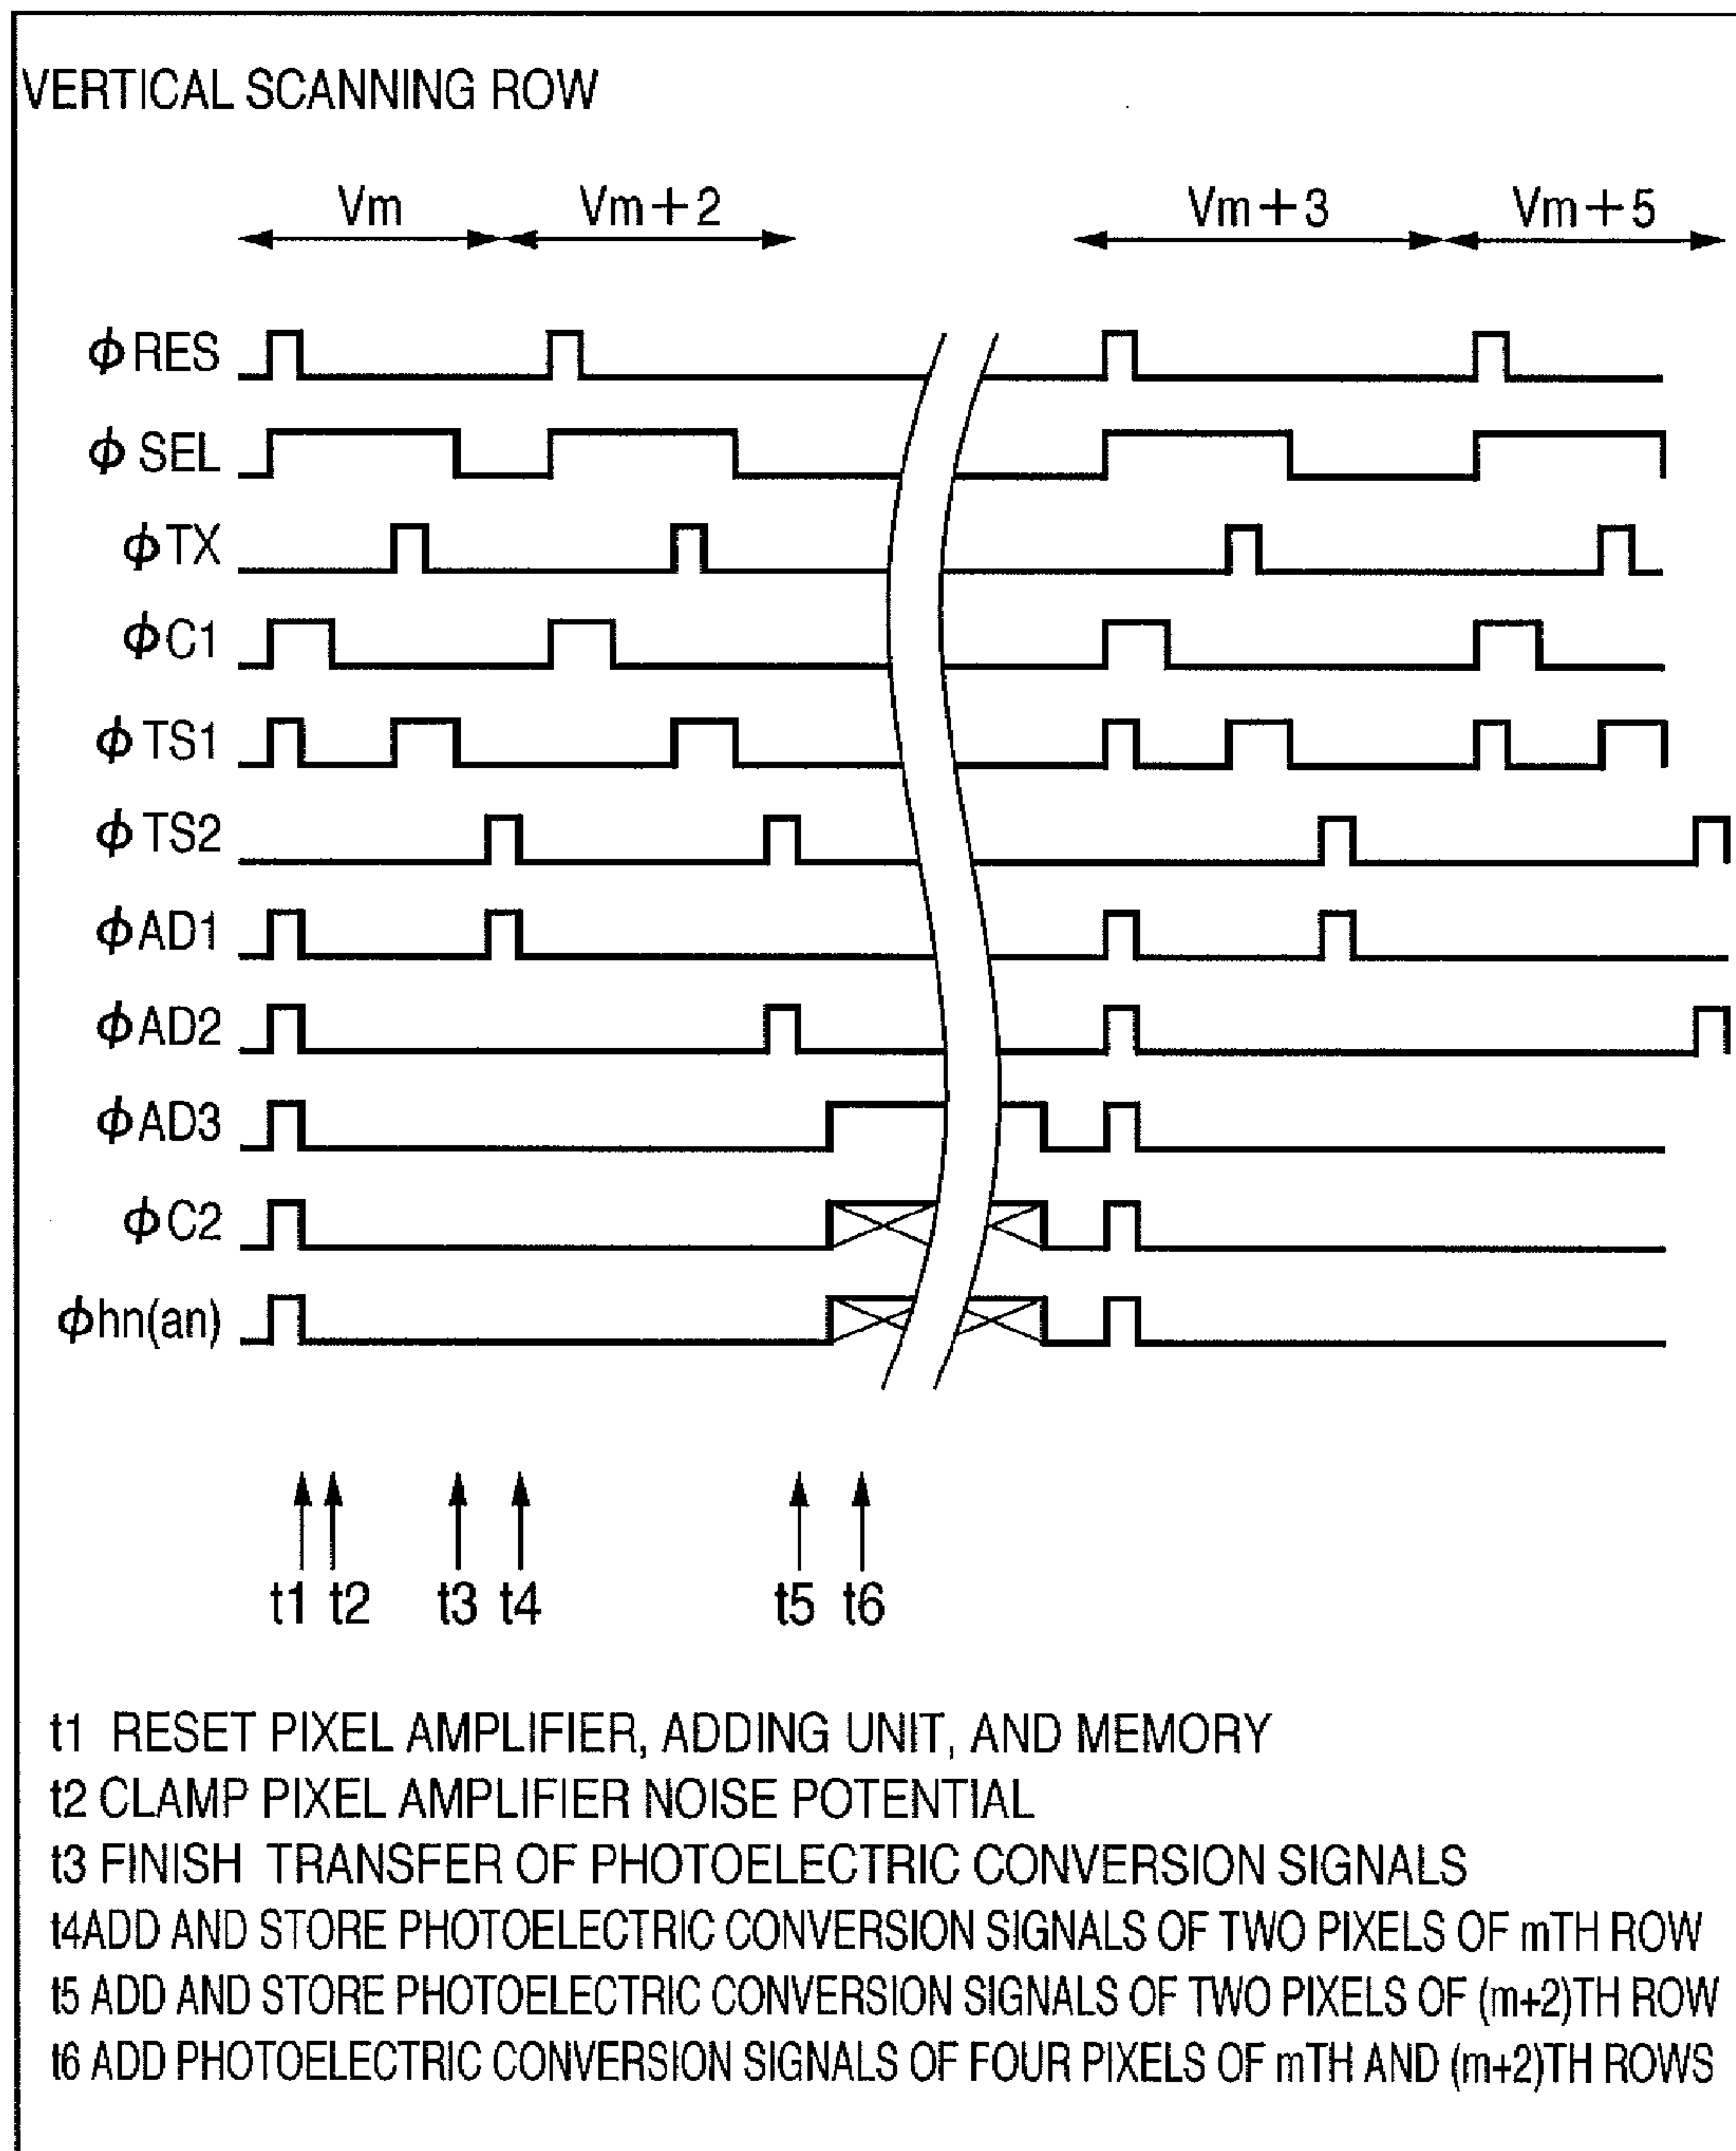 VERTICAL SCANNING ROW
Vm Vm+2 Vm+3 Vm+5
ϕRES
ϕSEL
ϕTX
ϕC1
ϕTS1
ϕTS2
ϕAD1
ϕAD2
ϕAD3
ϕC2
ϕhn(an)
t1 t2 t3 t4 t5 t6
t1 RESET PIXEL AMPLIFIER, ADDING UNIT, AND MEMORY
t2 CLAMP PIXEL AMPLIFIER NOISE POTENTIAL
t3 FINISH TRANSFER OF PHOTOELECTRIC CONVERSION SIGNALS
t4ADD AND STORE PHOTOELECTRIC CONVERSION SIGNALS OF TWO PIXELS OF mTH ROW
t5 ADD AND STORE PHOTOELECTRIC CONVERSION SIGNALS OF TWO PIXELS OF (m+2)TH ROW
t6 ADD PHOTOELECTRIC CONVERSION SIGNALS OF FOUR PIXELS OF mTH AND (m+2)TH ROWS